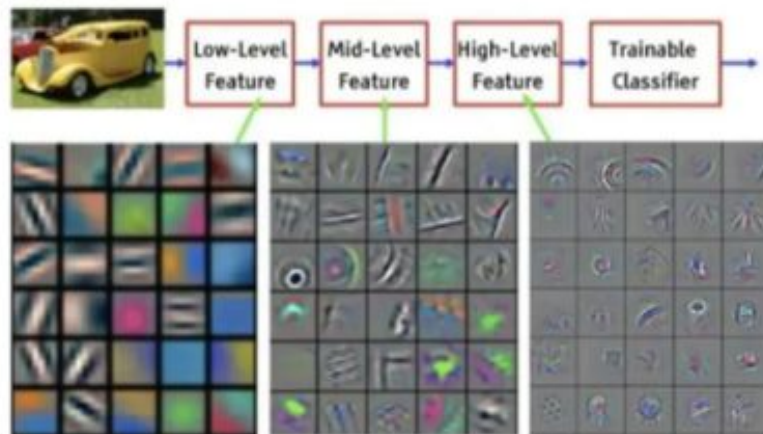 Low-Level
Feature
Mid-Level
Feature
High-Level
Feature
Trainable
Classifier